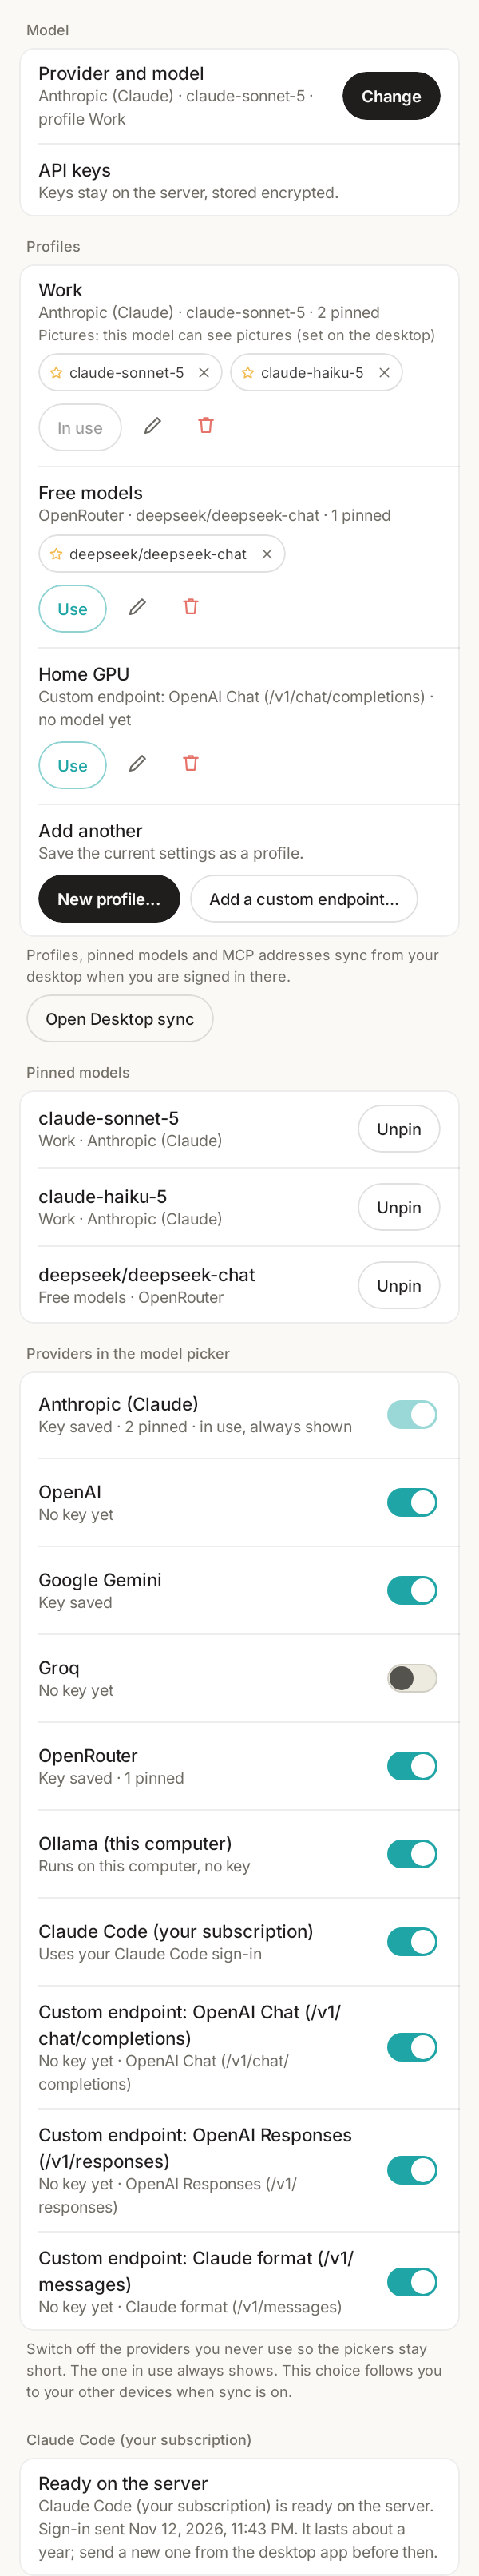 Model
Provider and model
Anthropic (Claude) · claude-sonnet-5 ·
profile Work
Change
API keys
Keys stay on the server, stored encrypted.
Profiles
Work
Anthropic (Claude) · claude-sonnet-5 · 2 pinned
Pictures: this model can see pictures (set on the desktop)
claude-sonnet-5
claude-haiku-5
In use
Free models
OpenRouter · deepseek/deepseek-chat · 1 pinned
deepseek/deepseek-chat
Use
Home GPU
Custom endpoint: OpenAI Chat (/v1/chat/completions) ·
no model yet
Use
Add another
Save the current settings as a profile.
New profile...
Add a custom endpoint...
Profiles, pinned models and MCP addresses sync from your
desktop when you are signed in there.
Open Desktop sync
Pinned models
claude-sonnet-5
Work · Anthropic (Claude)
Unpin
claude-haiku-5
Work · Anthropic (Claude)
Unpin
deepseek/deepseek-chat
Free models · OpenRouter
Unpin
Providers in the model picker
Anthropic (Claude)
Key saved · 2 pinned · in use, always shown
OpenAI
No key yet
Google Gemini
Key saved
Groq
No key yet
OpenRouter
Key saved · 1 pinned
Ollama (this computer)
Runs on this computer, no key
Claude Code (your subscription)
Uses your Claude Code sign-in
Custom endpoint: OpenAI Chat (/v1/
chat/completions)
No key yet · OpenAI Chat (/v1/chat/
completions)
Custom endpoint: OpenAI Responses
(/v1/responses)
No key yet · OpenAI Responses (/v1/
responses)
Custom endpoint: Claude format (/v1/
messages)
No key yet · Claude format (/v1/messages)
Switch off the providers you never use so the pickers stay
short. The one in use always shows. This choice follows you
to your other devices when sync is on.
Claude Code (your subscription)
Ready on the server
Claude Code (your subscription) is ready on the server.
Sign-in sent Nov 12, 2026, 11:43 PM. It lasts about a
year; send a new one from the desktop app before then.